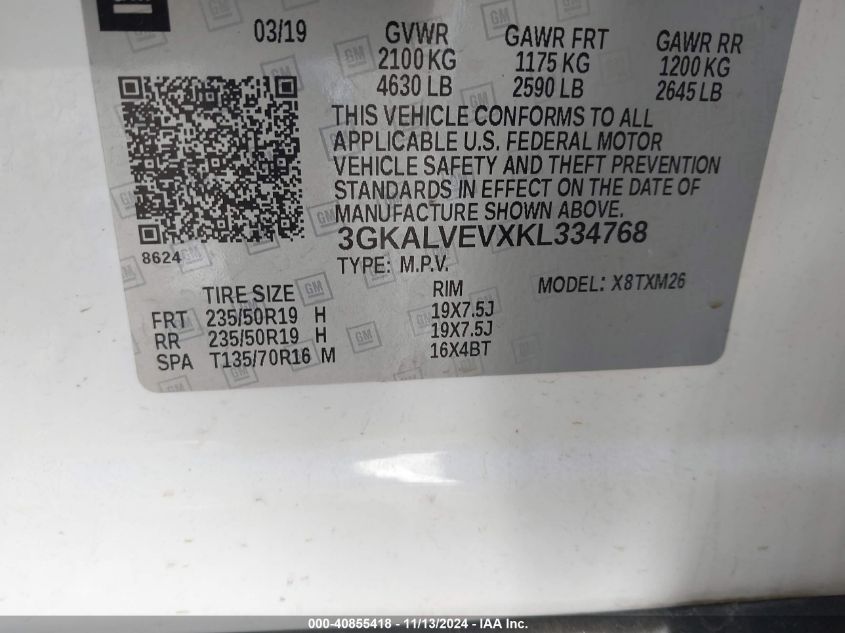 GM
03/19 GVWR GAWR FRT GAWR RR
2100 KG 1175 KG 1200 KG
4630 LB 2590 LB 2645 LB
THIS VEHICLE CONFORMS TO ALL
APPLICABLE U.S. FEDERAL MOTOR
VEHICLE SAFETY AND THEFT PREVENTION
STANDARDS IN EFFECT ON THE DATE OF
MANUFACTURE SHOWN ABOVE.
8624 3GKALVEVXKL334768
TYPE: M.P.V. MODEL: X8TXM26
TIRE SIZE RIM
FRT 235/50R19 H 19X7.5J
RR 235/50R19 H 19X7.5J
SPA T135/70R16 M 16X4BT
000-40855418 - 11/13/2024 - IAA, Inc.